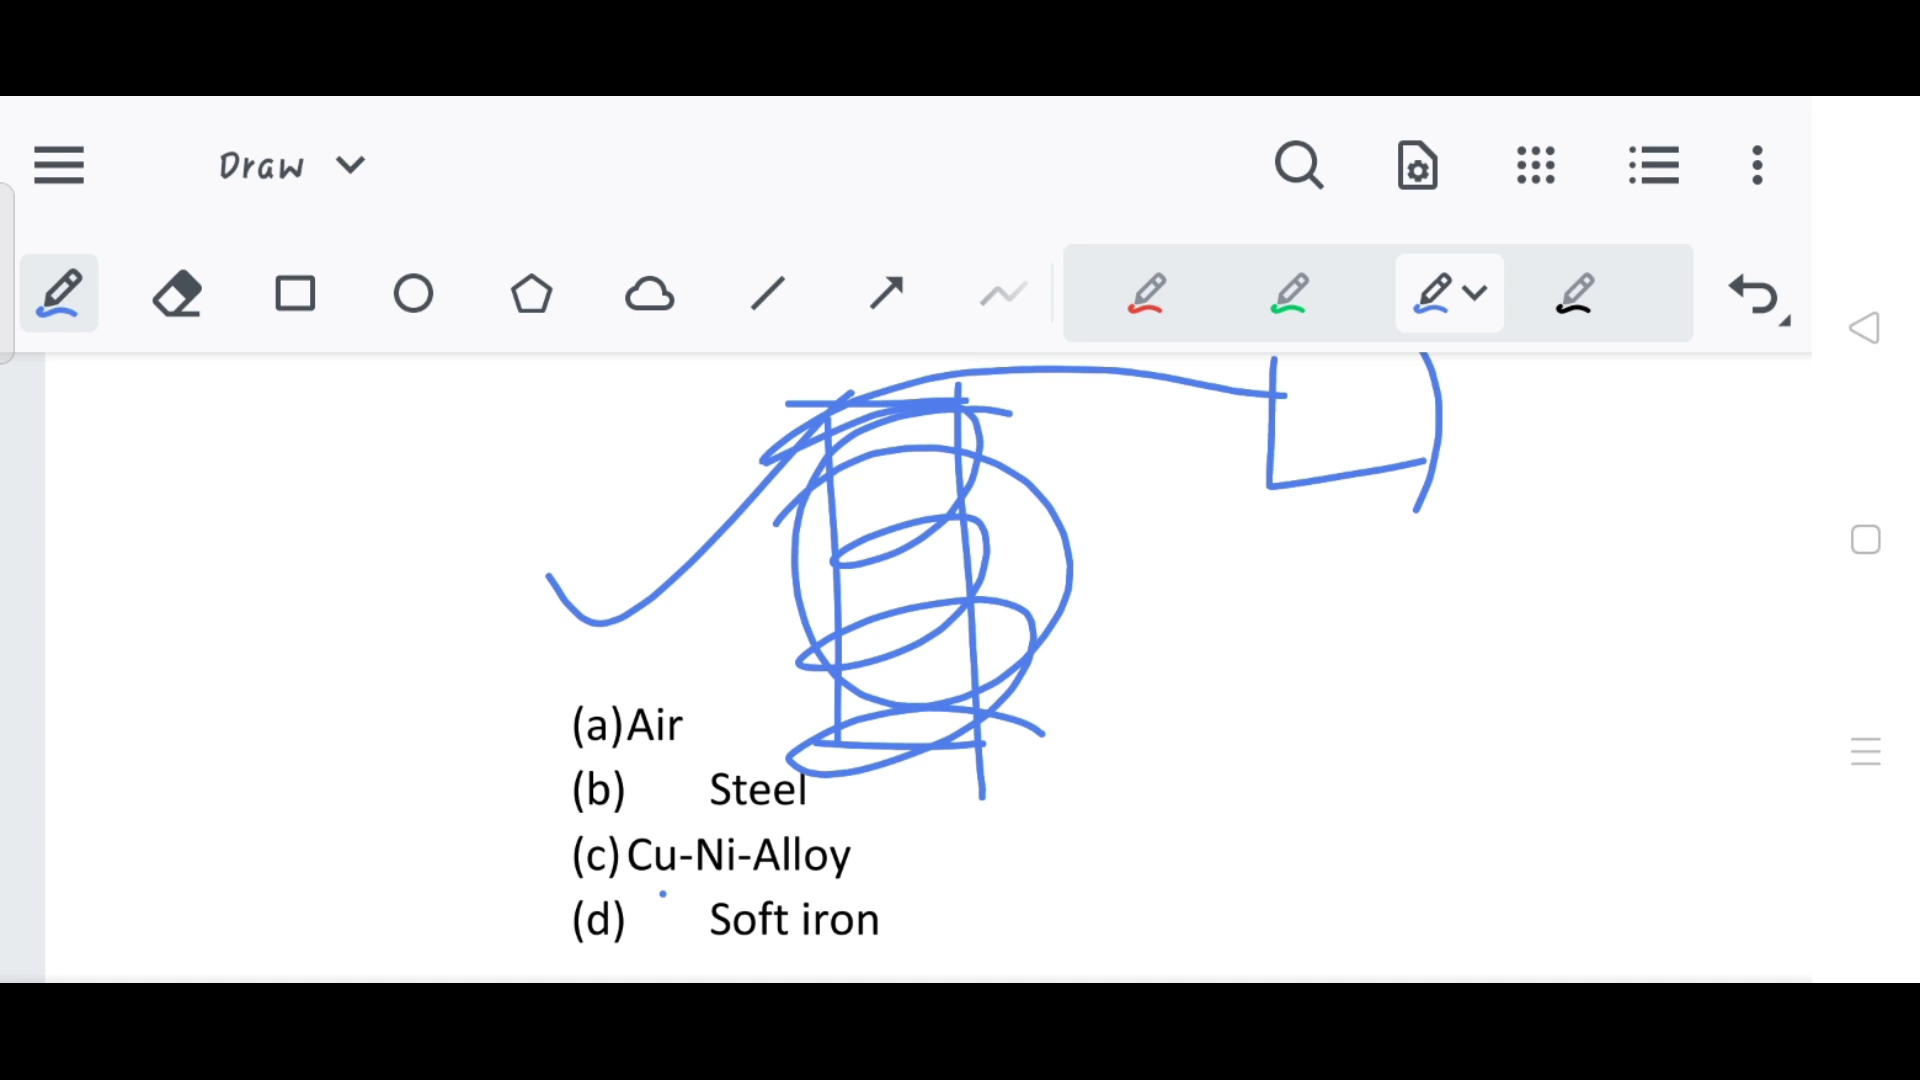 Draw
(a) Air
(b) Steel
(c) Cu-Ni-Alloy
(d) Soft iron